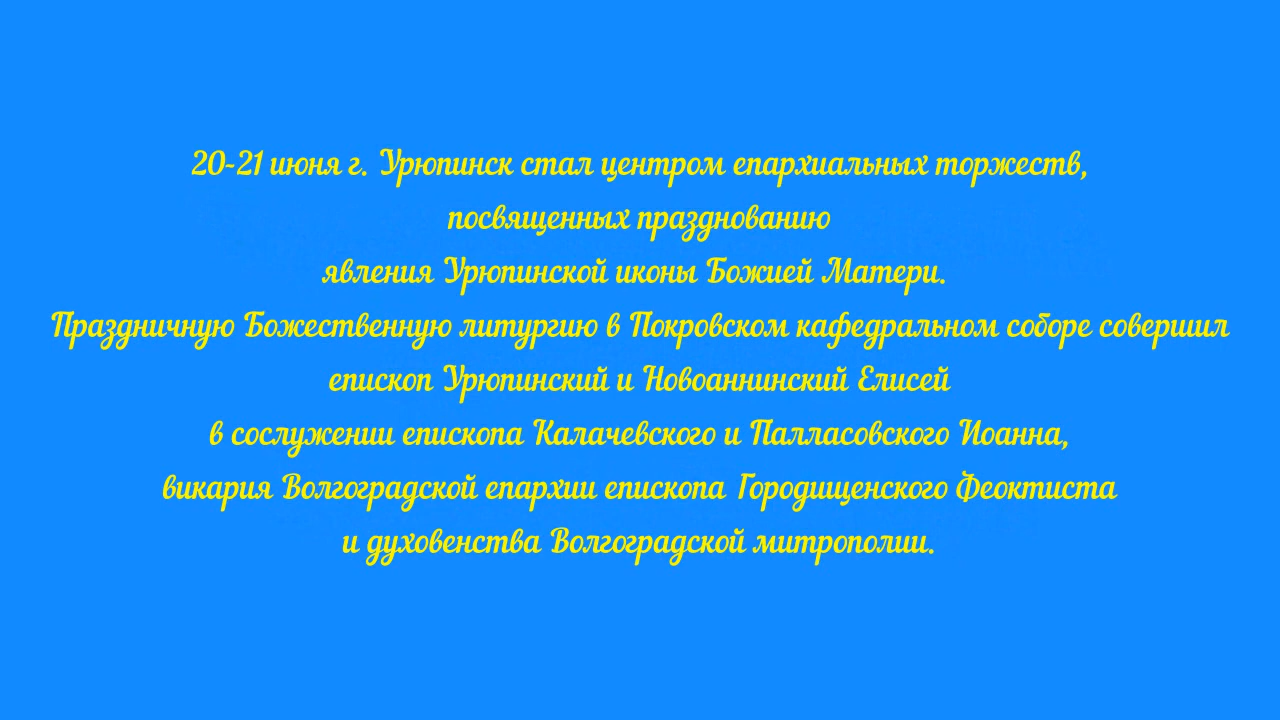 20-21 июня г. Урюпинск стал центром епархиальных торжеств,
посвященных празднованию
явления Урюпинской иконы Божией Матери.
Праздничную Божественную литургию в Покровском кафедральном соборе совершил
епископ Урюпинский и Новоаннинский Елисей
в сослужении епископа Калачевского и Палласовского Иоанна,
викария Волгоградской епархии епископа Городищенского Феоктиста
и духовенства Волгоградской митрополии.